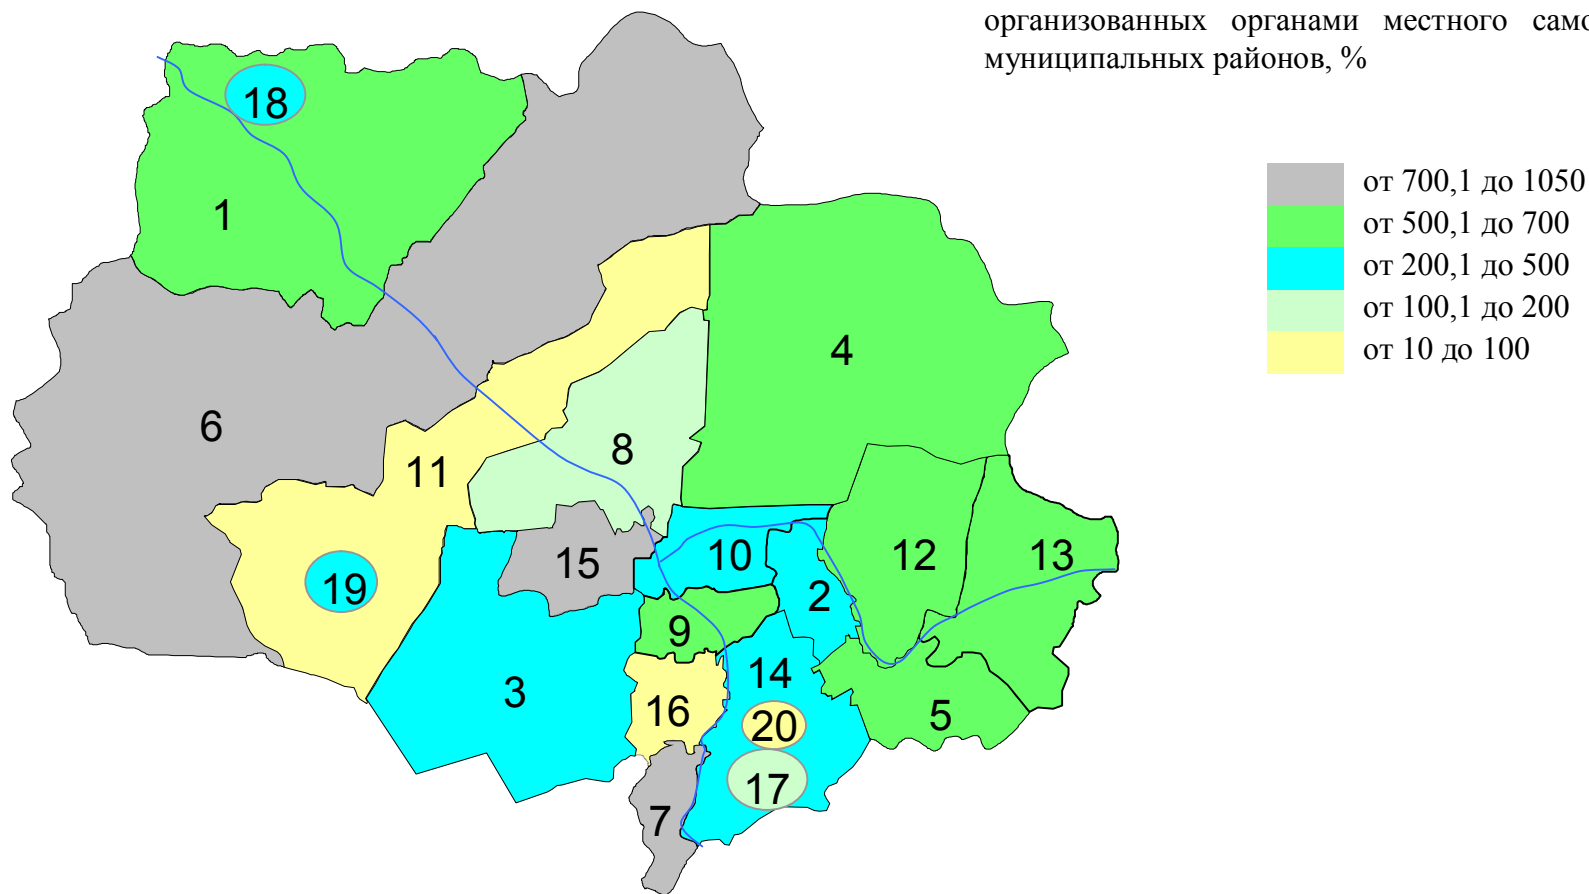 организованных органами местного само
муниципальных районов, %
от 700,1 до 1050
от 500,1 до 700
от 200,1 до 500
от 100,1 до 200
от 10 до 100
18
1
4
6
8
11
15
10
12
13
19
2
9
3
14
16
5
20
17
7